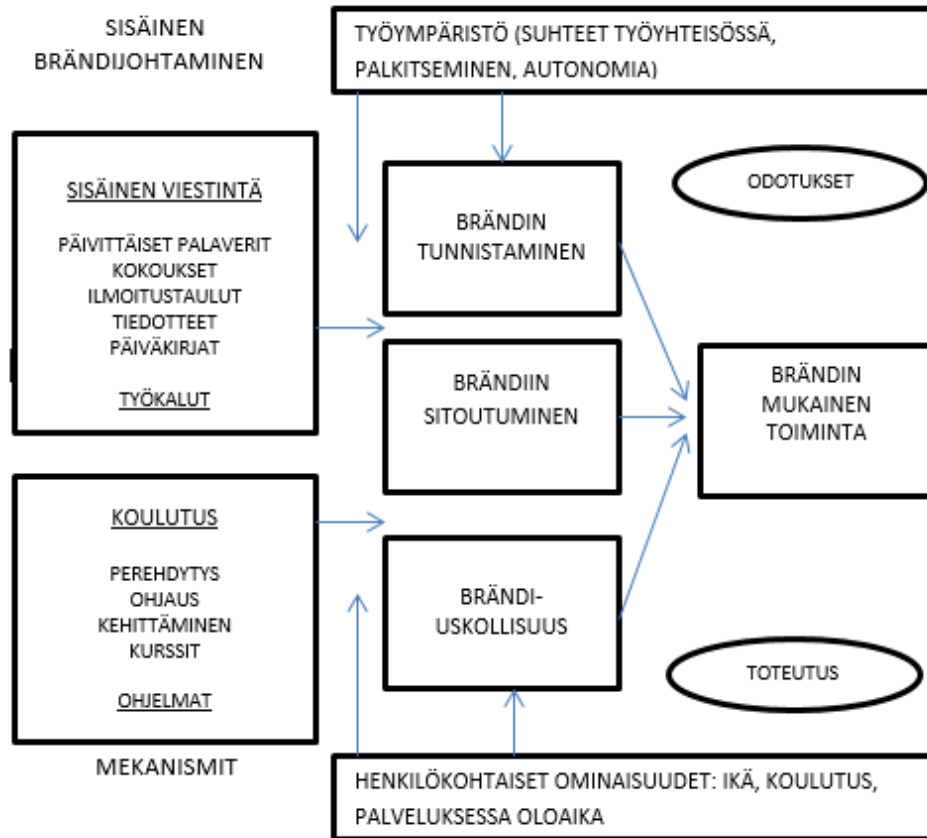 SISÄINEN
BRÄNDIJOHTAMINEN
TYÖYMPÄRISTÖ (SUHTEET TYÖYHTEISÖSSÄ,
PALKITSEMINEN, AUTONOMIA)
SISÄINEN VIESTINTÄ
PÄIVITTÄISET PALAVERIT
KOKOUKSET
ILMOITUSTAULUT
TIEDOTTEET
PÄIVÄKIRJAT
TYÖKALUT
BRÄNDIN
TUNNISTAMINEN
ODOTUKSET
BRÄNDIIN
SITOUTUMINEN
BRÄNDIN
MUKAINEN
TOIMINTA
KOULUTUS
PEREHDYTYS
OHJAUS
KEHITTÄMINEN
KURSSIT
OHJELMAT
BRÄNDI-
USKOLLISUUS
TOTEUTUS
MEKANISMIT
HENKILÖKOHTAISET OMINAISUUDET: IKÄ, KOULUTUS,
PALVELUKSESSA OLOAIKA